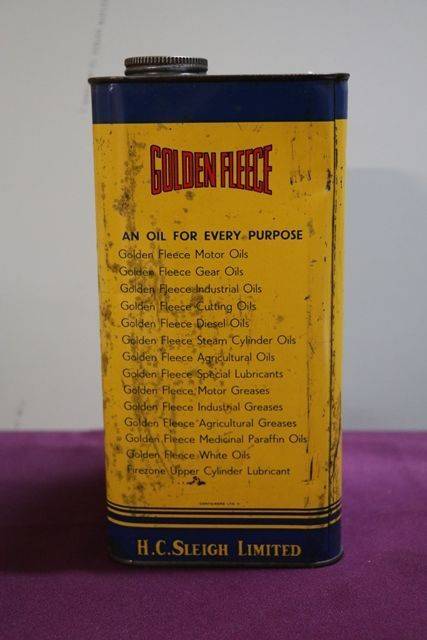 GOLDEN FLEECE
AN OIL FOR EVERY PURPOSE
Golden Fleece Motor Oils
Golden Fleece Gear Oils
Golden Fleece Industrial Oils
Golden Fleece Cutting Oils
Golden Fleece Diesel Oils
Golden Fleece Steam Cylinder Oils
Golden Fleece Agricultural Oils
Golden Fleece Special Lubricants
Golden Fleece Motor Greases
Golden Fleece Industrial Greases
Golden Fleece Agricultural Greases
Golden Fleece Medicinal Paraffin Oils
Golden Fleece White Oils
Firezone Upper Cylinder Lubricant
CONTAINERS LTD
H.C. SLEIGH LIMITED